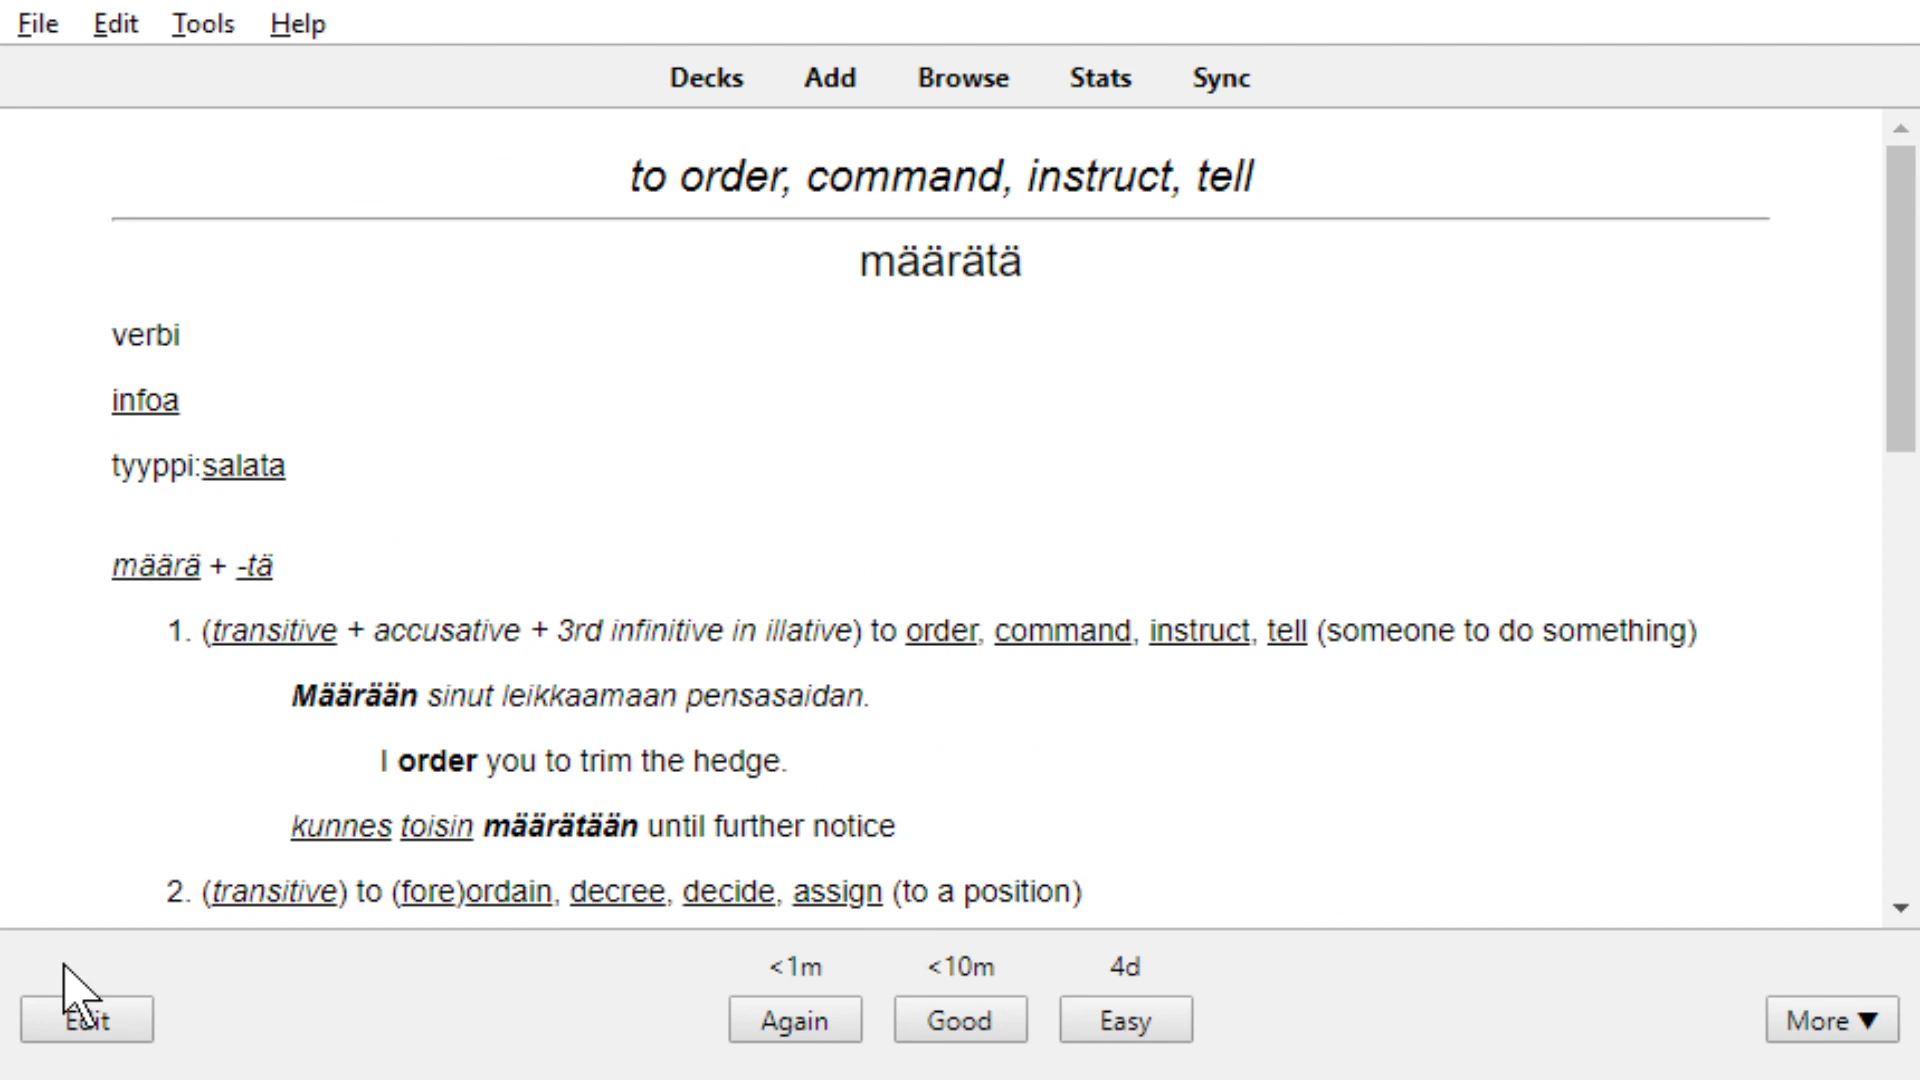 File Edit Tools Help
Decks Add Browse Stats Sync
to order, command, instruct, tell
määrätä
verbi
infoa
tyyppi:salata
määrä + -tä
1. (transitive + accusative + 3rd infinitive in illative) to order, command, instruct, tell (someone to do something)
Määrään sinut leikkaamaan pensasaidan.
I order you to trim the hedge.
kunnes toisin määrätään until further notice
2. (transitive) to (fore)ordain, decree, decide, assign (to a position)
<1m <10m 4d
Edit Again Good Easy More ▼